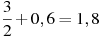 3/2 + 0,6 = 1,8